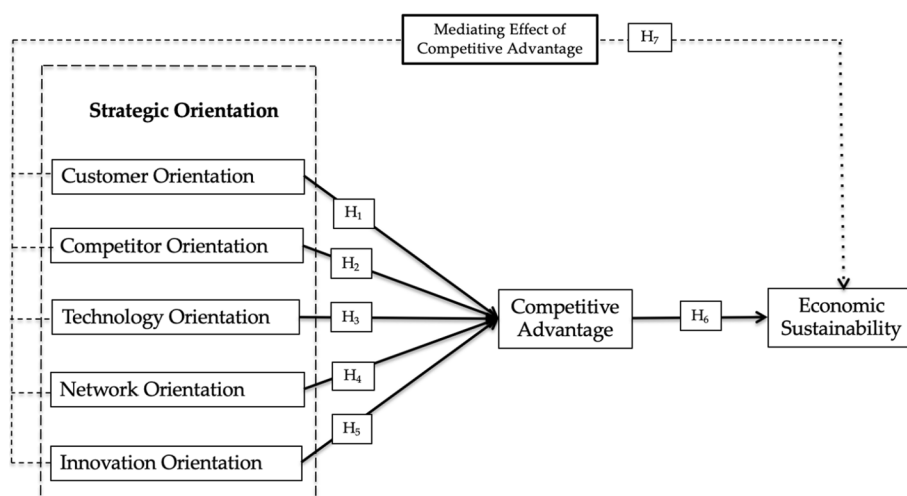 Mediating Effect of
Competitive Advantage
H₇
Strategic Orientation
Customer Orientation
H₁
Competitor Orientation
H₂
Technology Orientation
H₃
Competitive
Advantage
H₆
Economic
Sustainability
Network Orientation
H₄
H₅
Innovation Orientation